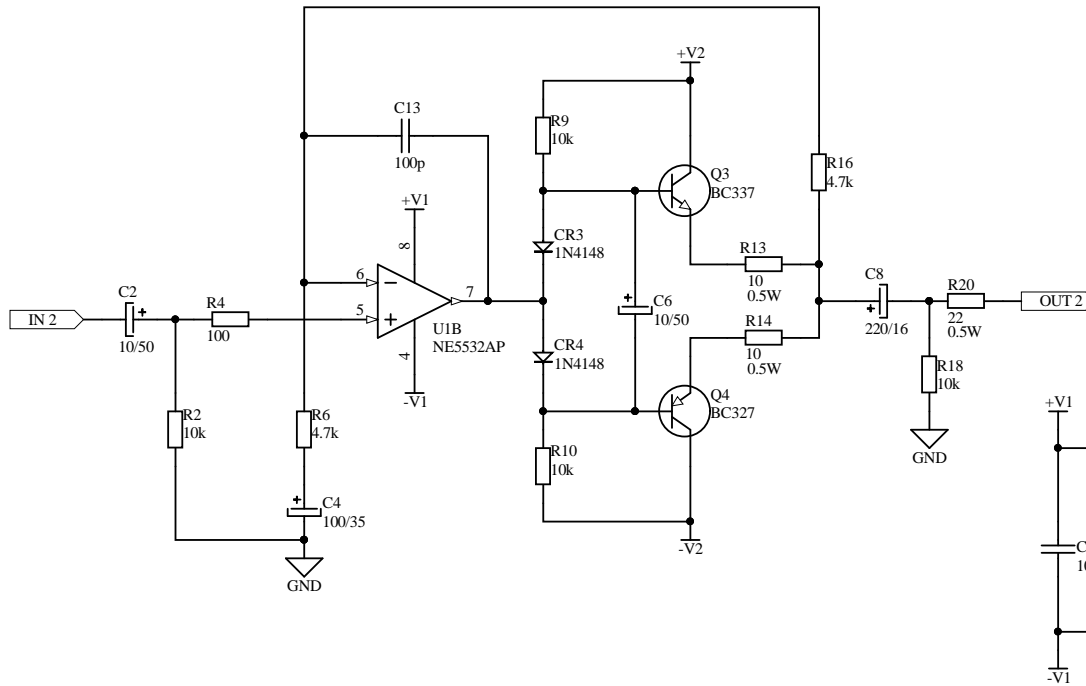 +V2
C13
100p
R9
10k
+V1
8
Q3
BC337
R16
4.7k
CR3
1N4148
R13
10
0.5W
C8
220/16
R20
22
0.5W
OUT 2
IN 2
C2
10/50
R4
100
6
5
7
U1B
NE5532AP
4
-V1
C6
10/50
R14
10
0.5W
CR4
1N4148
R18
10k
GND
Q4
BC327
R2
10k
R6
4.7k
R10
10k
C4
100/35
GND
-V2
+V1
-V1